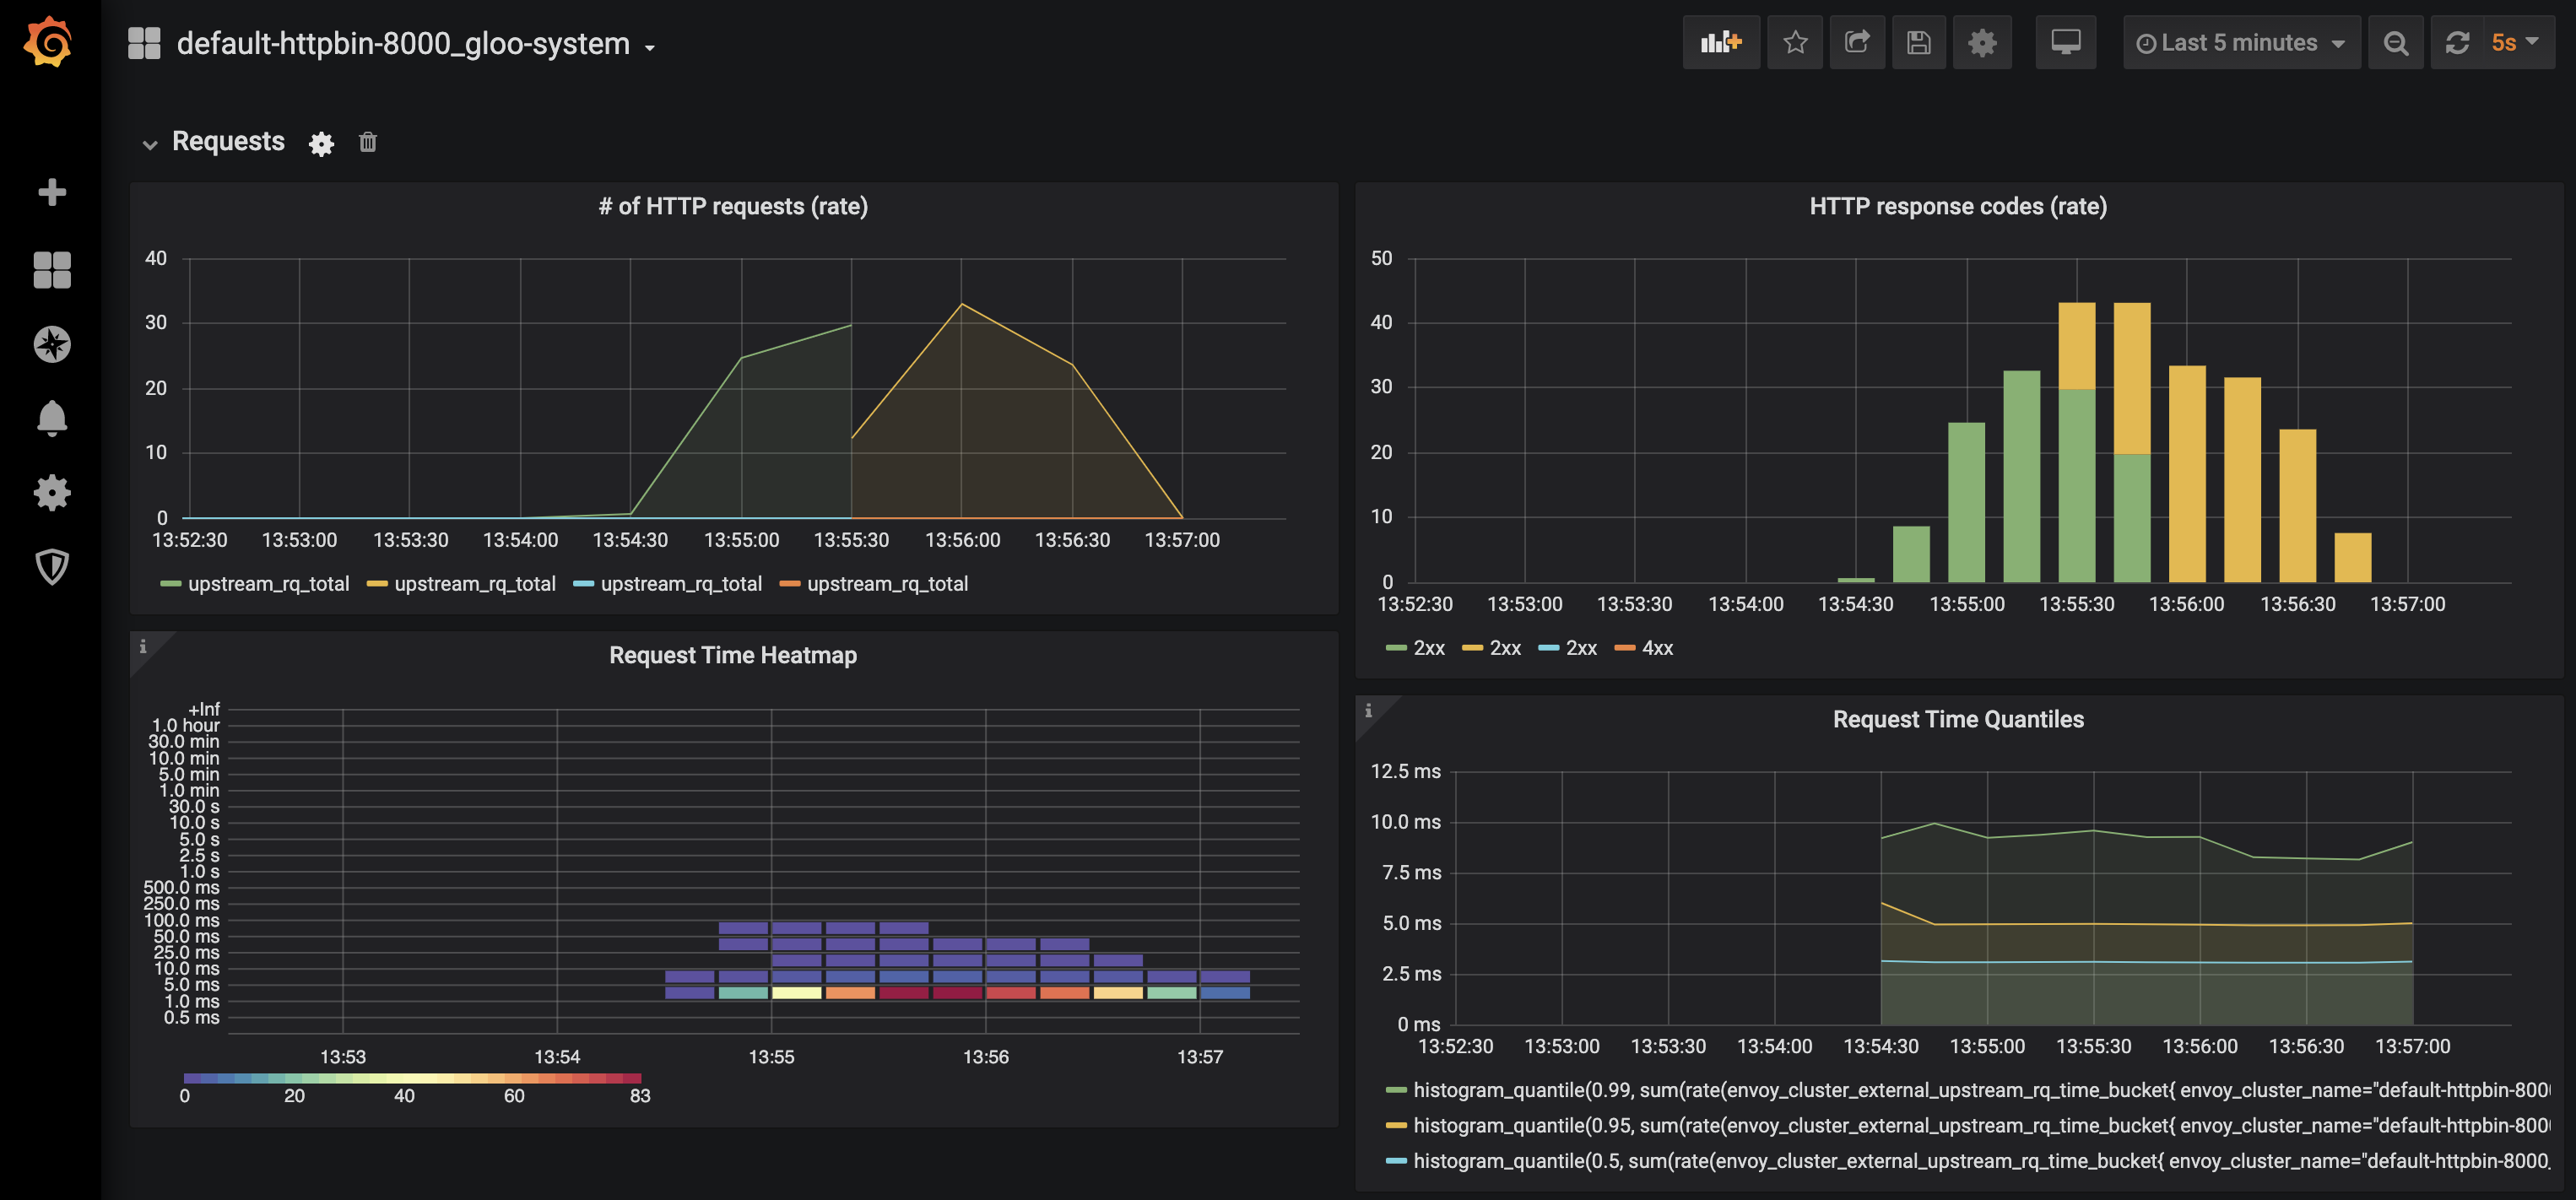 default-httpbin-8000_gloo-system
Last 5 minutes
5s
Requests
# of HTTP requests (rate)
40
30
20
10
0
13:52:30 13:53:00 13:53:30 13:54:00 13:54:30 13:55:00 13:55:30 13:56:00 13:56:30 13:57:00
upstream_rq_total upstream_rq_total upstream_rq_total upstream_rq_total
HTTP response codes (rate)
50
40
30
20
10
0
13:52:30 13:53:00 13:53:30 13:54:00 13:54:30 13:55:00 13:55:30 13:56:00 13:56:30 13:57:00
2xx 2xx 2xx 4xx
i
Request Time Heatmap
+Inf
1.0 hour
30.0 min
10.0 min
5.0 min
1.0 min
30.0 s
10.0 s
5.0 s
2.5 s
1.0 s
500.0 ms
250.0 ms
100.0 ms
50.0 ms
25.0 ms
10.0 ms
5.0 ms
1.0 ms
0.5 ms
13:53 13:54 13:55 13:56 13:57
0 20 40 60 83
i
Request Time Quantiles
12.5 ms
10.0 ms
7.5 ms
5.0 ms
2.5 ms
0 ms
13:52:30 13:53:00 13:53:30 13:54:00 13:54:30 13:55:00 13:55:30 13:56:00 13:56:30 13:57:00
histogram_quantile(0.99, sum(rate(envoy_cluster_external_upstream_rq_time_bucket{ envoy_cluster_name="default-httpbin-800
histogram_quantile(0.95, sum(rate(envoy_cluster_external_upstream_rq_time_bucket{ envoy_cluster_name="default-httpbin-800
histogram_quantile(0.5, sum(rate(envoy_cluster_external_upstream_rq_time_bucket{ envoy_cluster_name="default-httpbin-8000_